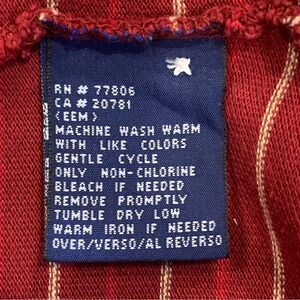 RN # 77806
CA # 20781
<EEM>
MACHINE WASH WARM
WITH LIKE COLORS
GENTLE CYCLE
ONLY NON-CHLORINE
BLEACH IF NEEDED
REMOVE PROMPTLY
TUMBLE DRY LOW
WARM IRON IF NEEDED
OVER/VERSO/AL REVERSO